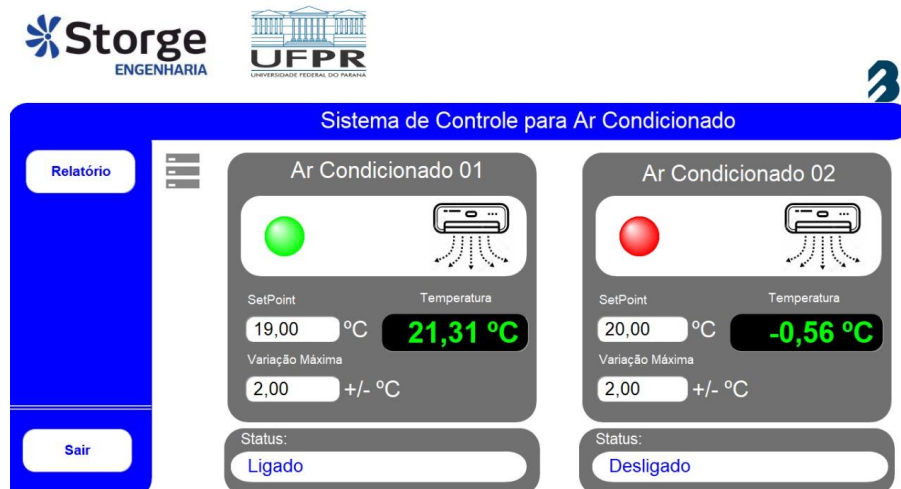 Storge
ENGENHARIA
UFPR
UNIVERSIDADE FEDERAL DO PARANÁ
Sistema de Controle para Ar Condicionado
Relatório
Ar Condicionado 01
SetPoint
Temperatura
19,00 ºC
21,31 ºC
Variação Máxima
2,00 +/- ºC
Status:
Ligado
Ar Condicionado 02
SetPoint
Temperatura
20,00 ºC
-0,56 ºC
Variação Máxima
2,00 +/- ºC
Status:
Desligado
Sair